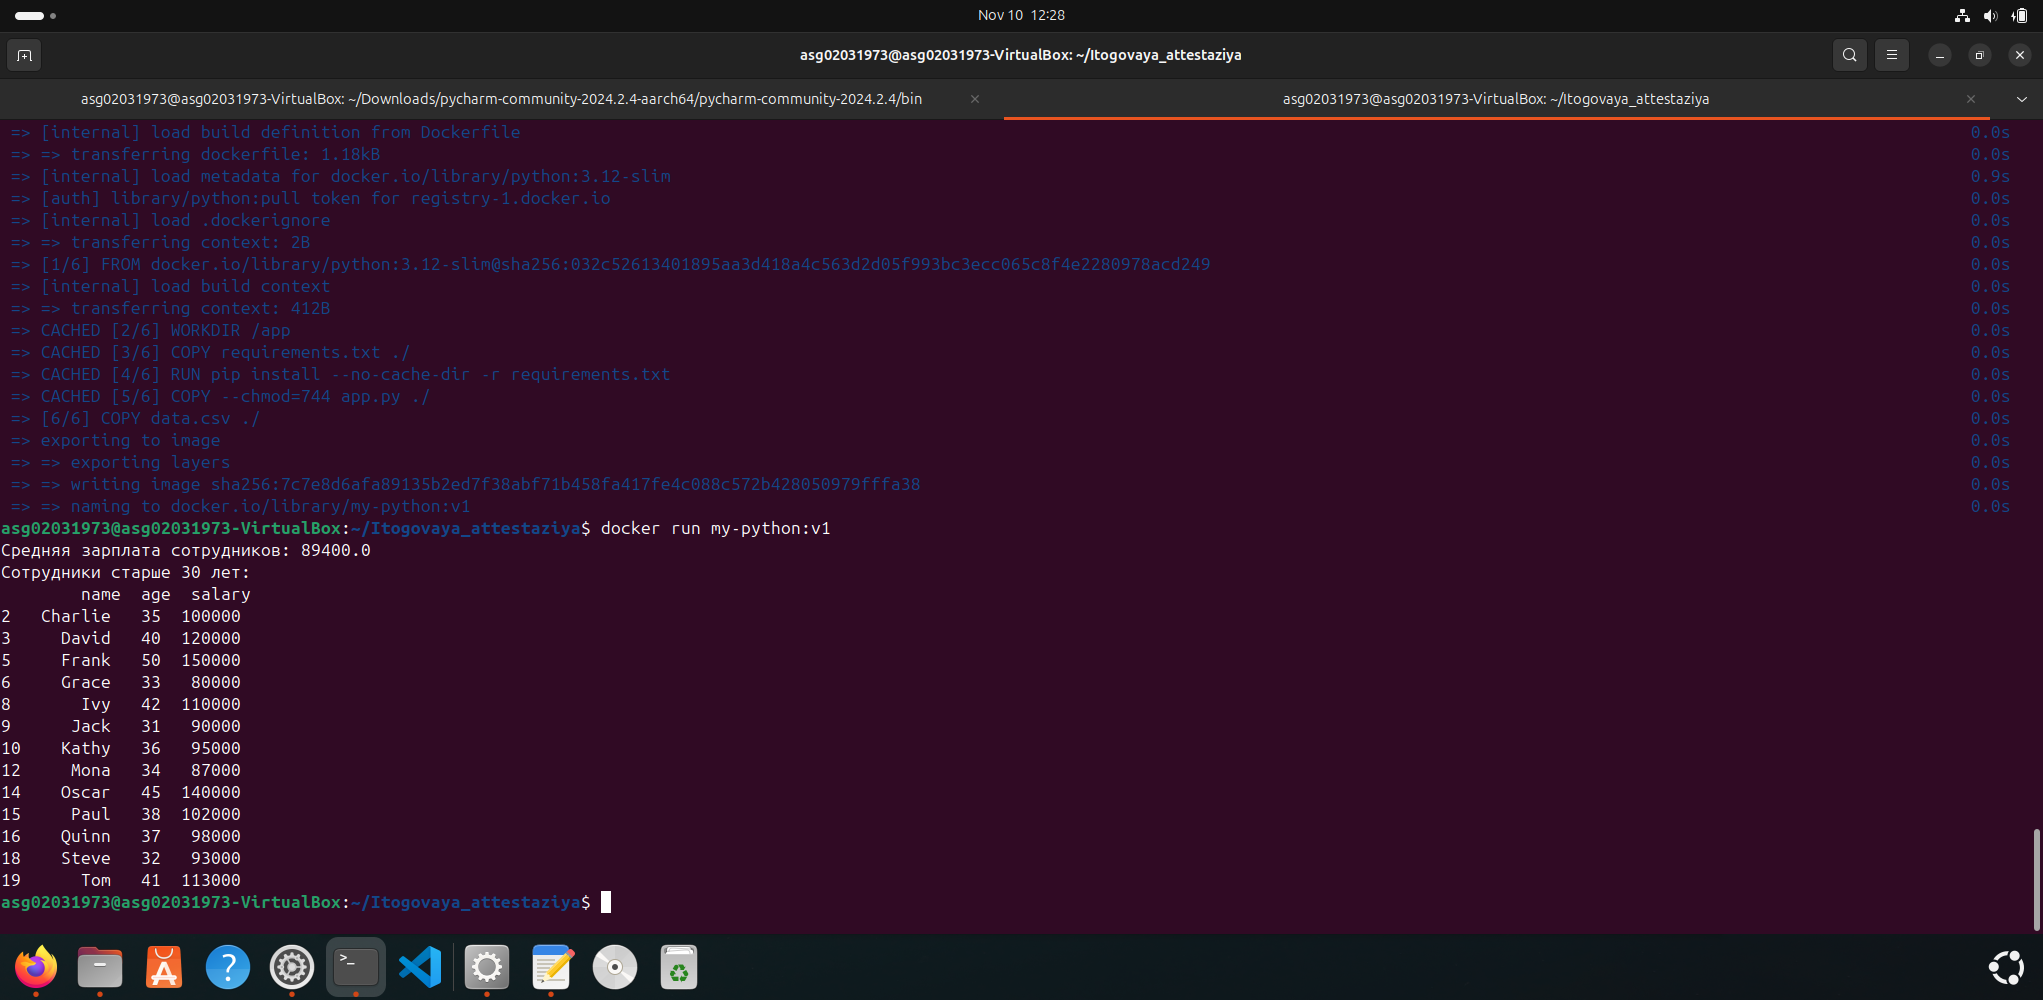 Nov 10 12:28
asg02031973@asg02031973-VirtualBox: ~/Itogovaya_attestaziya
asg02031973@asg02031973-VirtualBox: ~/Downloads/pycharm-community-2024.2.4-aarch64/pycharm-community-2024.2.4/bin
asg02031973@asg02031973-VirtualBox: ~/Itogovaya_attestaziya
=> [internal] load build definition from Dockerfile 0.0s
=> => transferring dockerfile: 1.18kB 0.0s
=> [internal] load metadata for docker.io/library/python:3.12-slim 0.9s
=> [auth] library/python:pull token for registry-1.docker.io 0.0s
=> [internal] load .dockerignore 0.0s
=> => transferring context: 2B 0.0s
=> [1/6] FROM docker.io/library/python:3.12-slim@sha256:032c52613401895aa3d418a4c563d2d05f993bc3ecc065c8f4e2280978acd249 0.0s
=> [internal] load build context 0.0s
=> => transferring context: 412B 0.0s
=> CACHED [2/6] WORKDIR /app 0.0s
=> CACHED [3/6] COPY requirements.txt ./ 0.0s
=> CACHED [4/6] RUN pip install --no-cache-dir -r requirements.txt 0.0s
=> CACHED [5/6] COPY --chmod=744 app.py ./ 0.0s
=> [6/6] COPY data.csv ./ 0.0s
=> exporting to image 0.0s
=> => exporting layers 0.0s
=> => writing image sha256:7c7e8d6afa89135b2ed7f38abf71b458fa417fe4c088c572b428050979fffa38 0.0s
=> => naming to docker.io/library/my-python:v1 0.0s
asg02031973@asg02031973-VirtualBox:~/Itogovaya_attestaziya$ docker run my-python:v1
Средняя зарплата сотрудников: 89400.0
Сотрудники старше 30 лет:
name age salary
2 Charlie 35 100000
3 David 40 120000
5 Frank 50 150000
6 Grace 33 80000
8 Ivy 42 110000
9 Jack 31 90000
10 Kathy 36 95000
12 Mona 34 87000
14 Oscar 45 140000
15 Paul 38 102000
16 Quinn 37 98000
18 Steve 32 93000
19 Tom 41 113000
asg02031973@asg02031973-VirtualBox:~/Itogovaya_attestaziya$